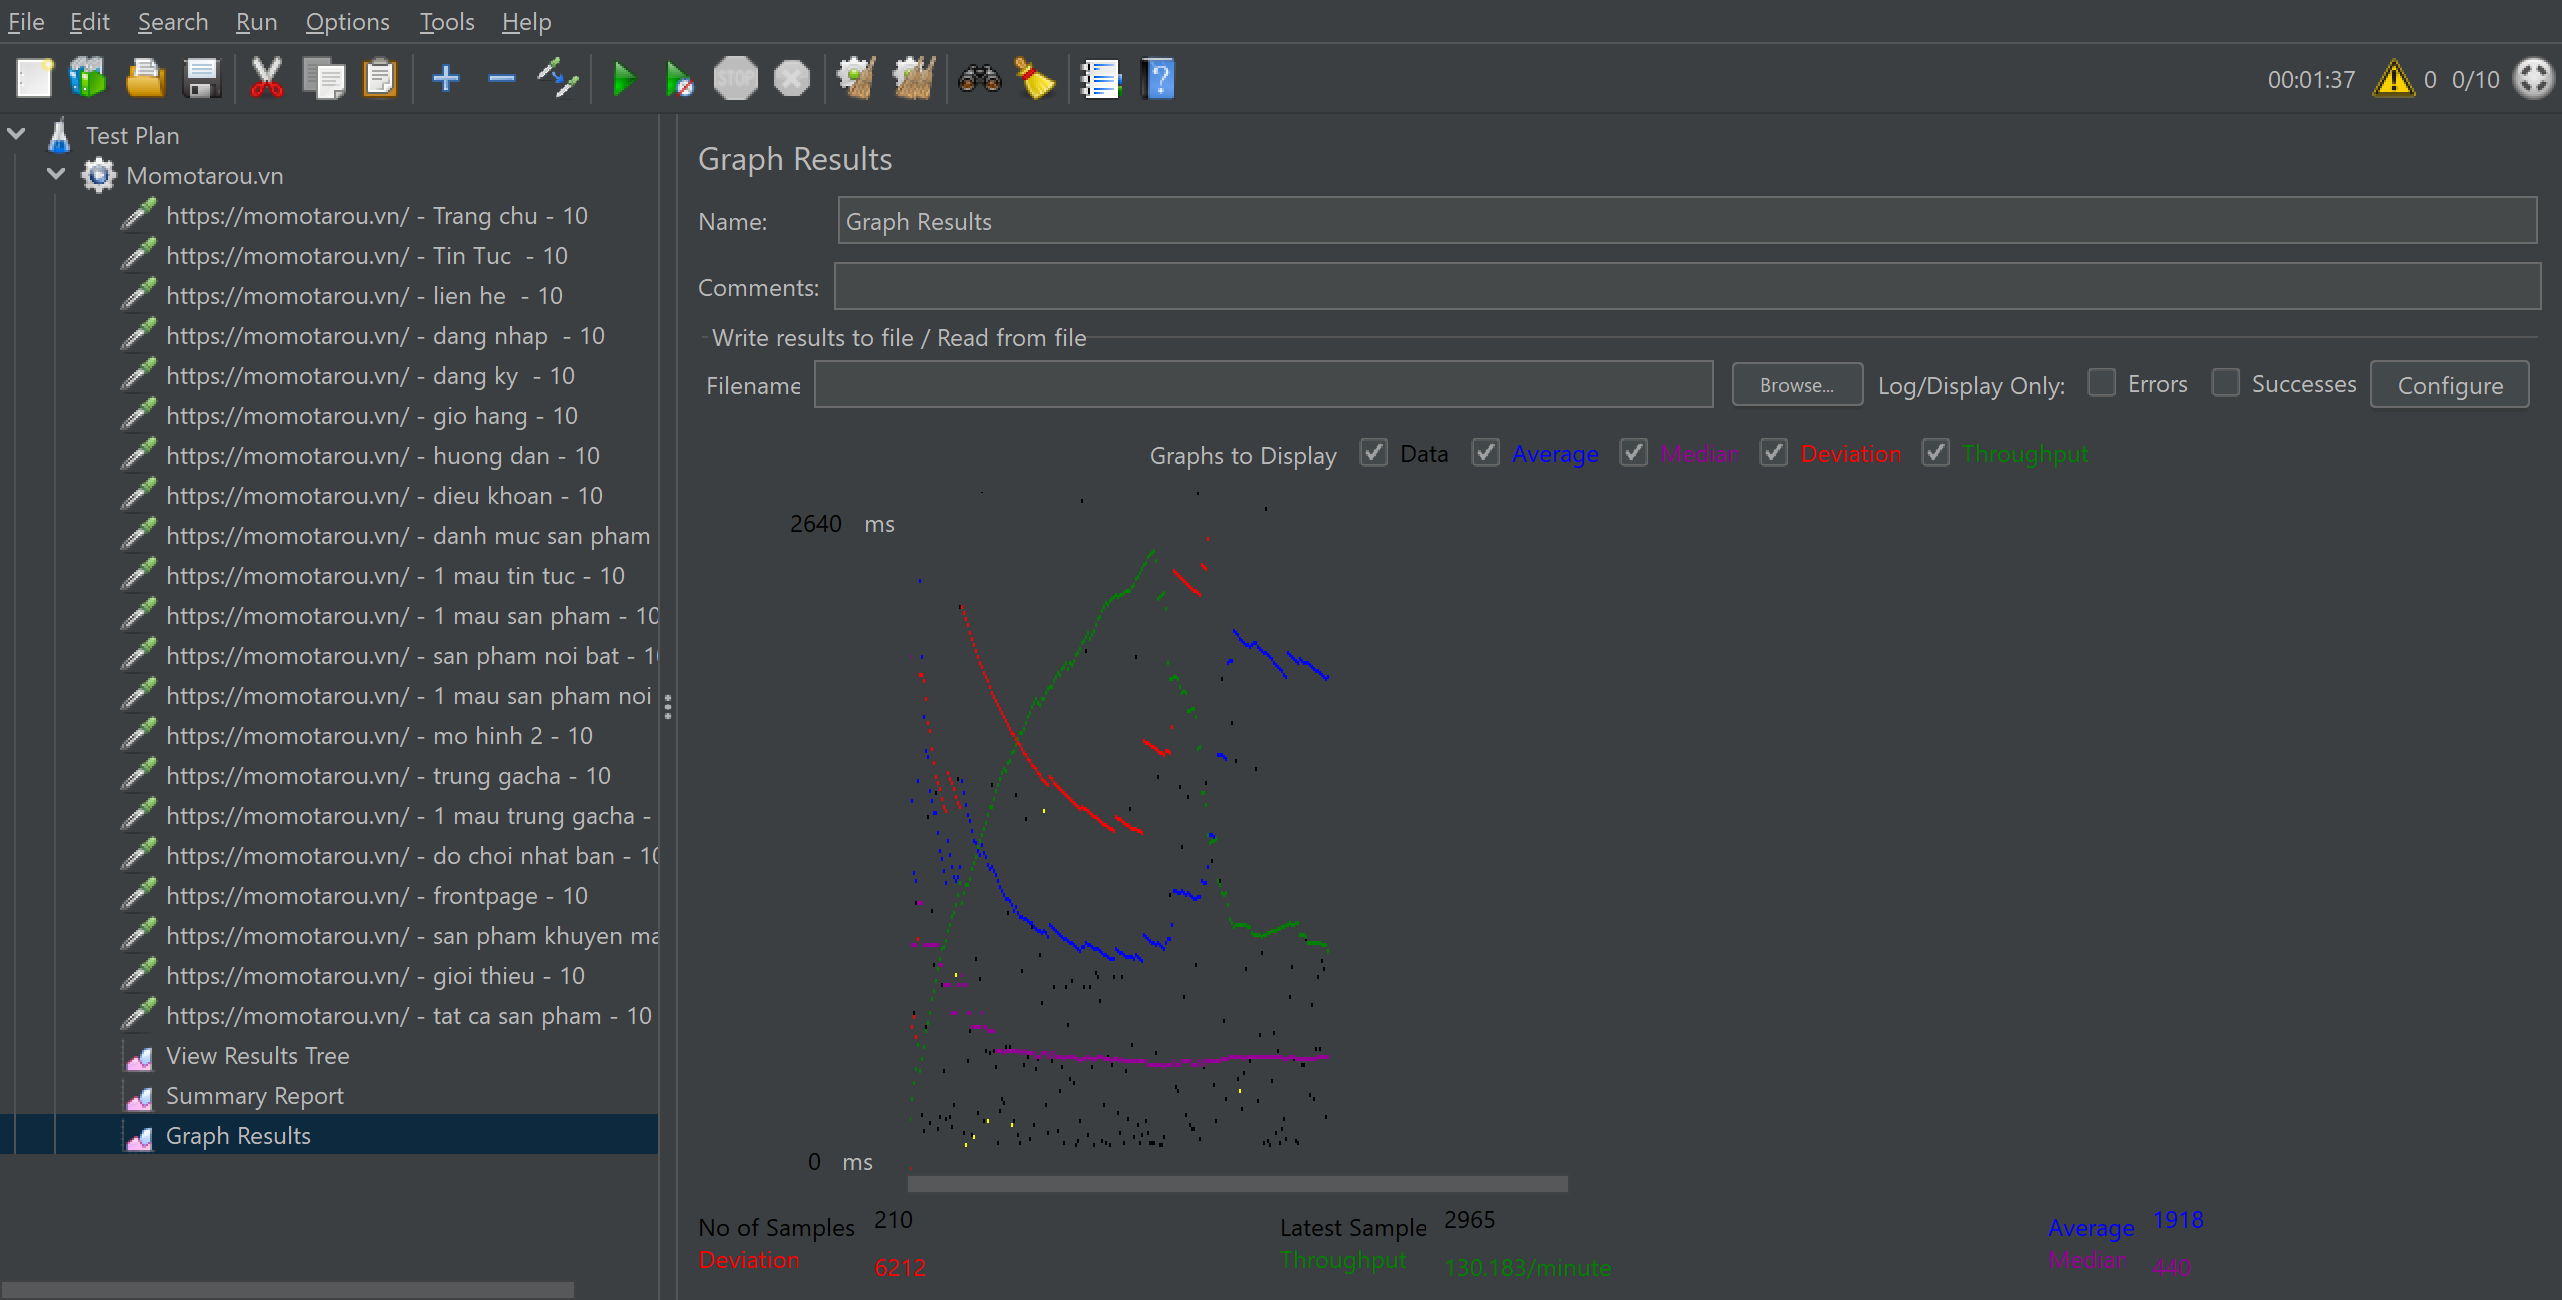 File Edit Search Run Options Tools Help
STOP
00:01:37 0 0/10
Test Plan
Momotarou.vn
https://momotarou.vn/ - Trang chu - 10
https://momotarou.vn/ - Tin Tuc  - 10
https://momotarou.vn/ - lien he  - 10
https://momotarou.vn/ - dang nhap  - 10
https://momotarou.vn/ - dang ky  - 10
https://momotarou.vn/ - gio hang - 10
https://momotarou.vn/ - huong dan - 10
https://momotarou.vn/ - dieu khoan - 10
https://momotarou.vn/ - danh muc san pham
https://momotarou.vn/ - 1 mau tin tuc - 10
https://momotarou.vn/ - 1 mau san pham - 10
https://momotarou.vn/ - san pham noi bat - 1
https://momotarou.vn/ - 1 mau san pham noi
https://momotarou.vn/ - mo hinh 2 - 10
https://momotarou.vn/ - trung gacha - 10
https://momotarou.vn/ - 1 mau trung gacha -
https://momotarou.vn/ - do choi nhat ban - 10
https://momotarou.vn/ - frontpage - 10
https://momotarou.vn/ - san pham khuyen ma
https://momotarou.vn/ - gioi thieu - 10
https://momotarou.vn/ - tat ca san pham - 10
View Results Tree
Summary Report
Graph Results
Graph Results
Name: Graph Results
Comments:
Write results to file / Read from file
Filename Browse... Log/Display Only: Errors Successes Configure
Graphs to Display Data Average Median Deviation Throughput
2640 ms
0 ms
No of Samples 210 Latest Sample 2965 Average 1918
Deviation 6212 Throughput 130.183/minute Median 440